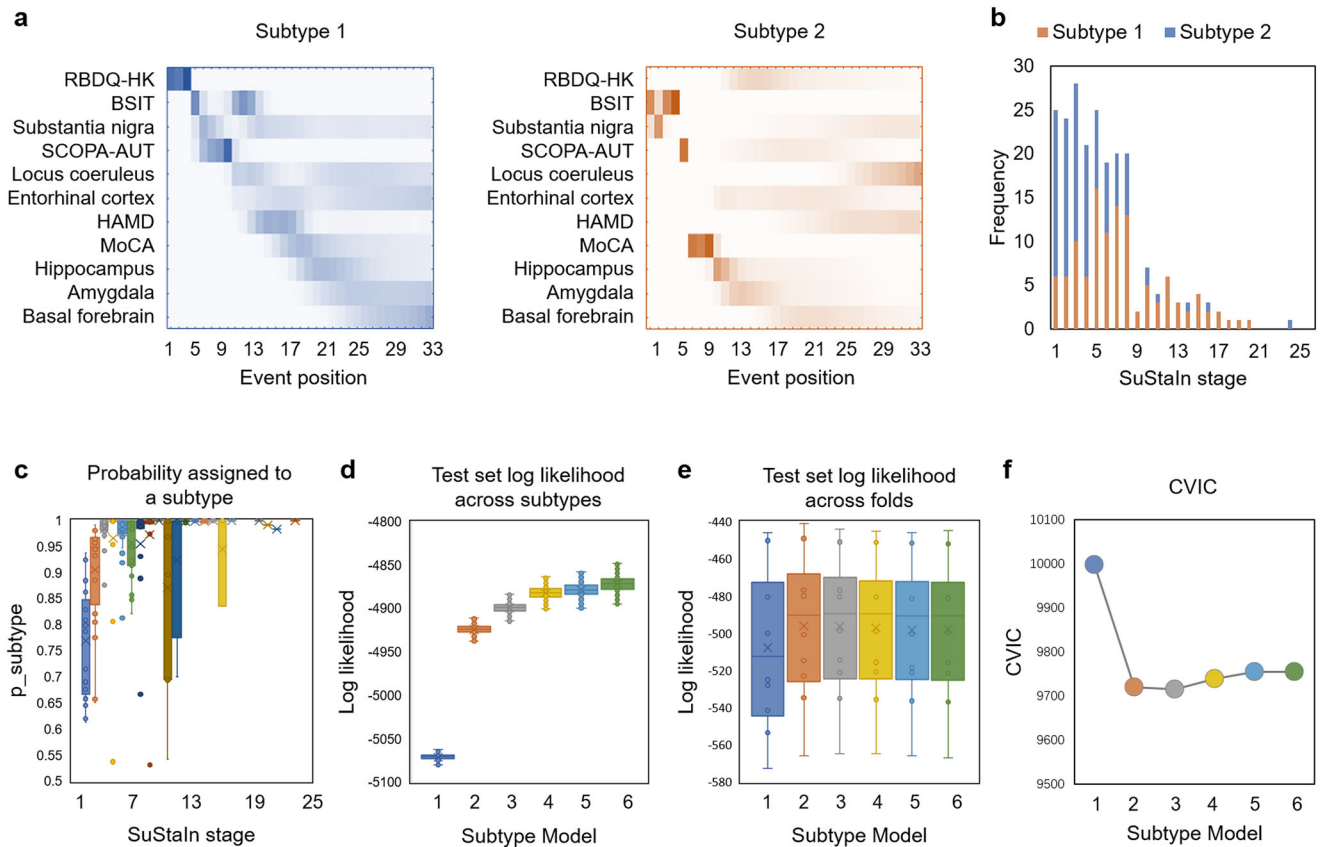 a
Subtype 1
RBDQ-HK
BSIT
Substantia nigra
SCOPA-AUT
Locus coeruleus
Entorhinal cortex
HAMD
MoCA
Hippocampus
Amygdala
Basal forebrain
1 5 9 13 17 21 25 29 33
Event position
Subtype 2
RBDQ-HK
BSIT
Substantia nigra
SCOPA-AUT
Locus coeruleus
Entorhinal cortex
HAMD
MoCA
Hippocampus
Amygdala
Basal forebrain
1 5 9 13 17 21 25 29 33
Event position
b
Subtype 1 Subtype 2
Frequency
30
25
20
15
10
5
0
1 5 9 13 17 21 25
SuStaIn stage
c
Probability assigned to
a subtype
p_subtype
1
0.95
0.9
0.85
0.8
0.75
0.7
0.65
0.6
0.55
0.5
1 7 13 19 25
SuStaIn stage
d
Test set log likelihood
across subtypes
Log likelihood
-4800
-4850
-4900
-4950
-5000
-5050
-5100
1 2 3 4 5 6
Subtype Model
e
Test set log likelihood
across folds
Log likelihood
-440
-460
-480
-500
-520
-540
-560
-580
1 2 3 4 5 6
Subtype Model
f
CVIC
CVIC
10100
10000
9900
9800
9700
9600
9500
1 2 3 4 5 6
Subtype Model